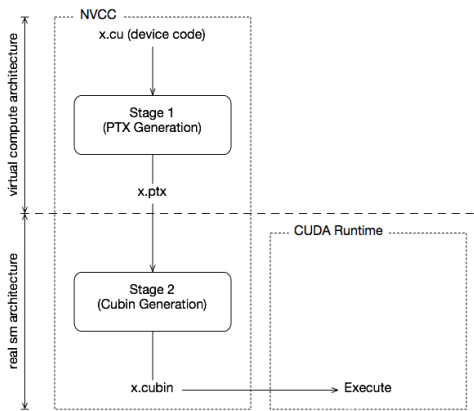 NVCC
x.cu (device code)
virtual compute architecture
Stage 1
(PTX Generation)
x.ptx
CUDA Runtime
real sm architecture
Stage 2
(Cubin Generation)
x.cubin
Execute